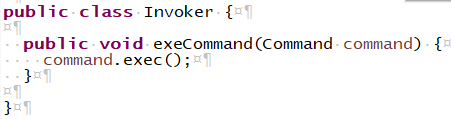 public class Invoker {¤¶
¤¶
··public void exeCommand(Command command) {¤¶
····command.exec();¤¶
··}¤¶
¤¶
}¤¶